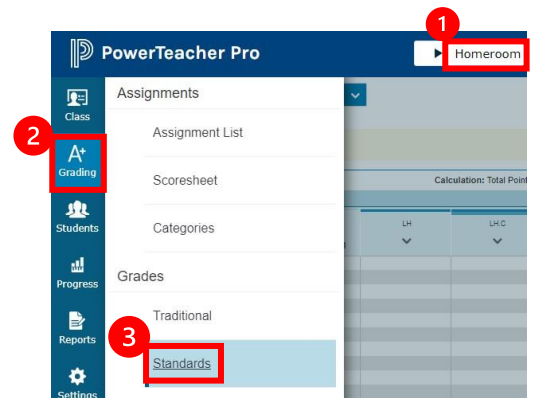 1
PowerTeacher Pro
Homeroom
Class
Assignments
Assignment List
2
A+
Grading
Scoresheet
Calculation: Total Poin
Students
Categories
LH
LH.C
Progress
Grades
Traditional
Reports
3
Standards
Settings